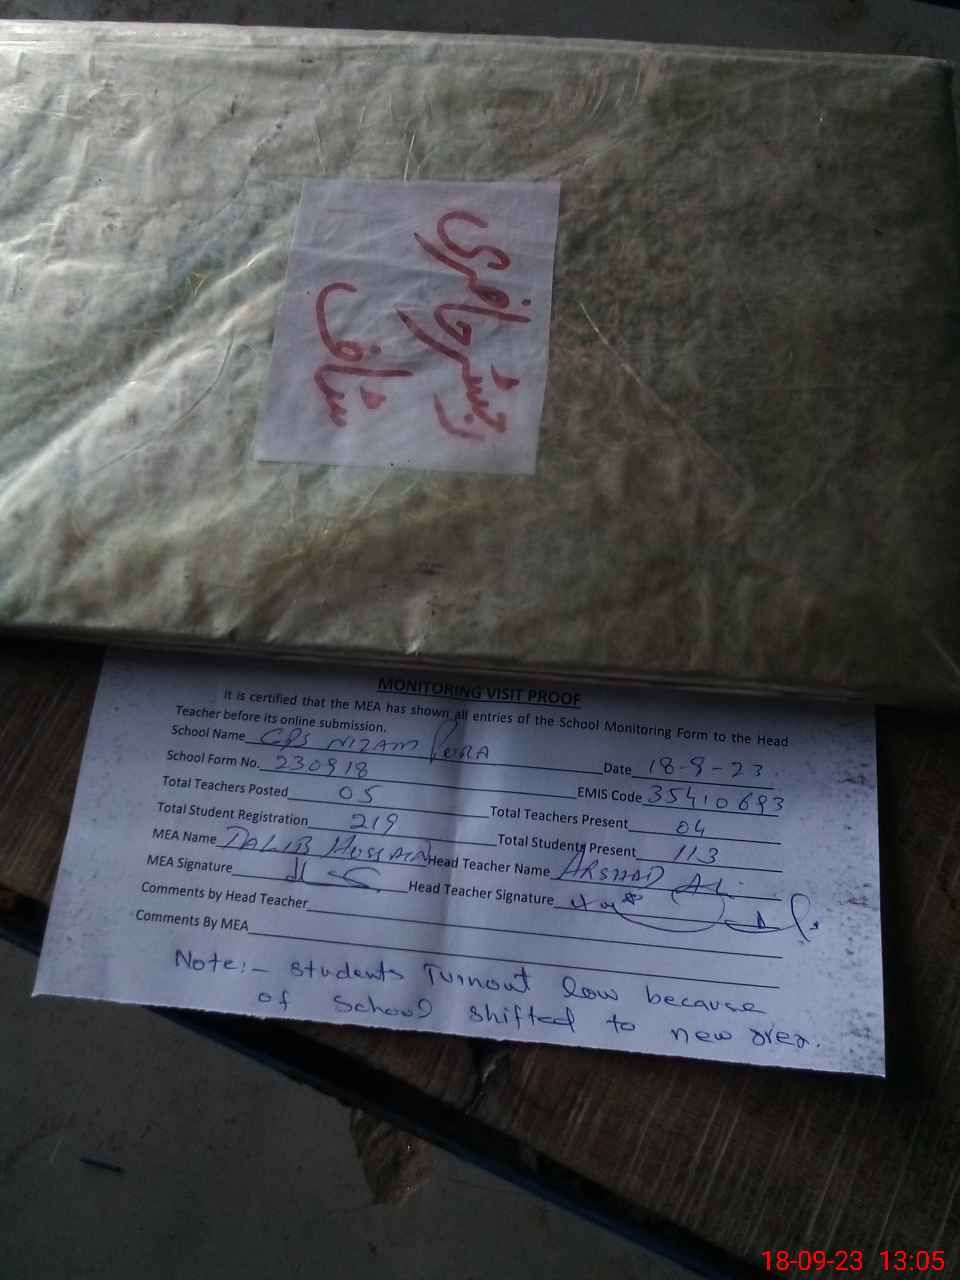 رجسٹر حاضری
سٹاف
MONITORING VISIT PROOF
It is certified that the MEA has shown all entries of the School Monitoring Form to the Head
Teacher before its online submission.
School Name GPS NIZAM PURA
Date 18-9-23
School Form No. 230918
EMIS Code 35410693
Total Teachers Posted 05
Total Teachers Present 04
Total Student Registration 219
Total Students Present 113
MEA Name TALIB HUSSAIN
Head Teacher Name ARSHAD Ali
MEA Signature
Head Teacher Signature
Comments by Head Teacher
Comments By MEA
Note:- students Turnout low because
of School shifted to new area.
18-09-23 13:05